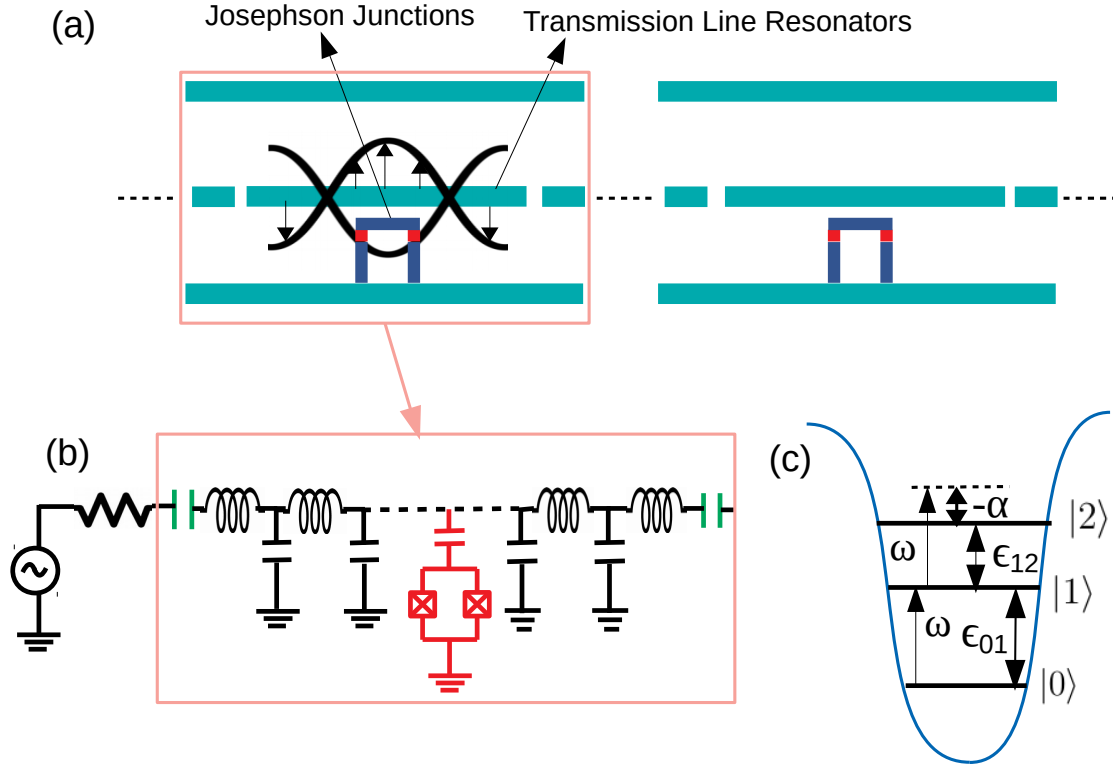 (a)
Josephson Junctions
Transmission Line Resonators
(b)
(c)
-α
|2⟩
ω
ϵ12
|1⟩
ω
ϵ01
|0⟩